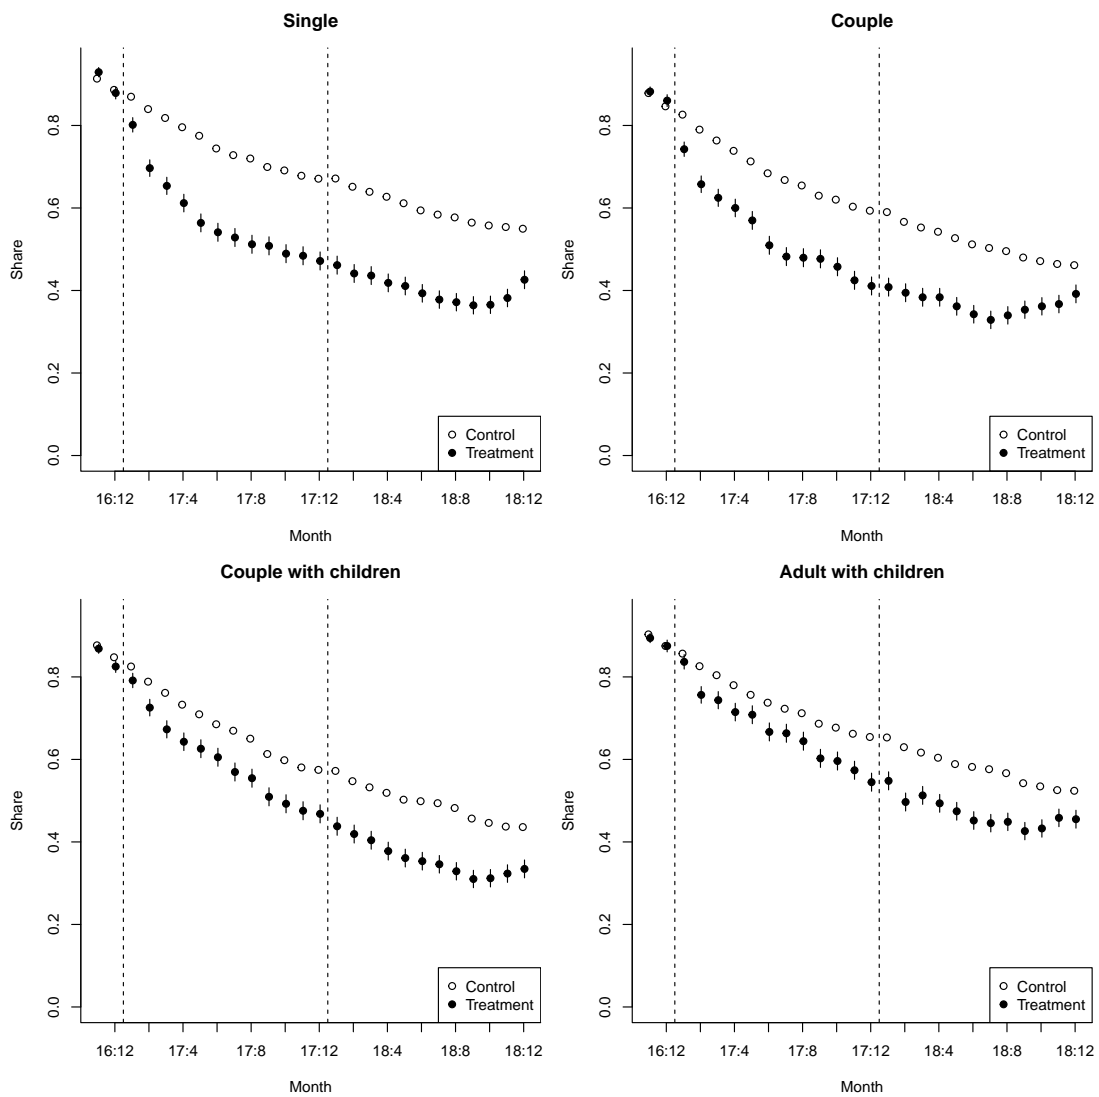 Single
Share
0.0 0.2 0.4 0.6 0.8
16:12 17:4 17:8 17:12 18:4 18:8 18:12
Month
Control
Treatment
Couple
Share
0.0 0.2 0.4 0.6 0.8
16:12 17:4 17:8 17:12 18:4 18:8 18:12
Month
Control
Treatment
Couple with children
Share
0.0 0.2 0.4 0.6 0.8
16:12 17:4 17:8 17:12 18:4 18:8 18:12
Month
Control
Treatment
Adult with children
Share
0.0 0.2 0.4 0.6 0.8
16:12 17:4 17:8 17:12 18:4 18:8 18:12
Month
Control
Treatment